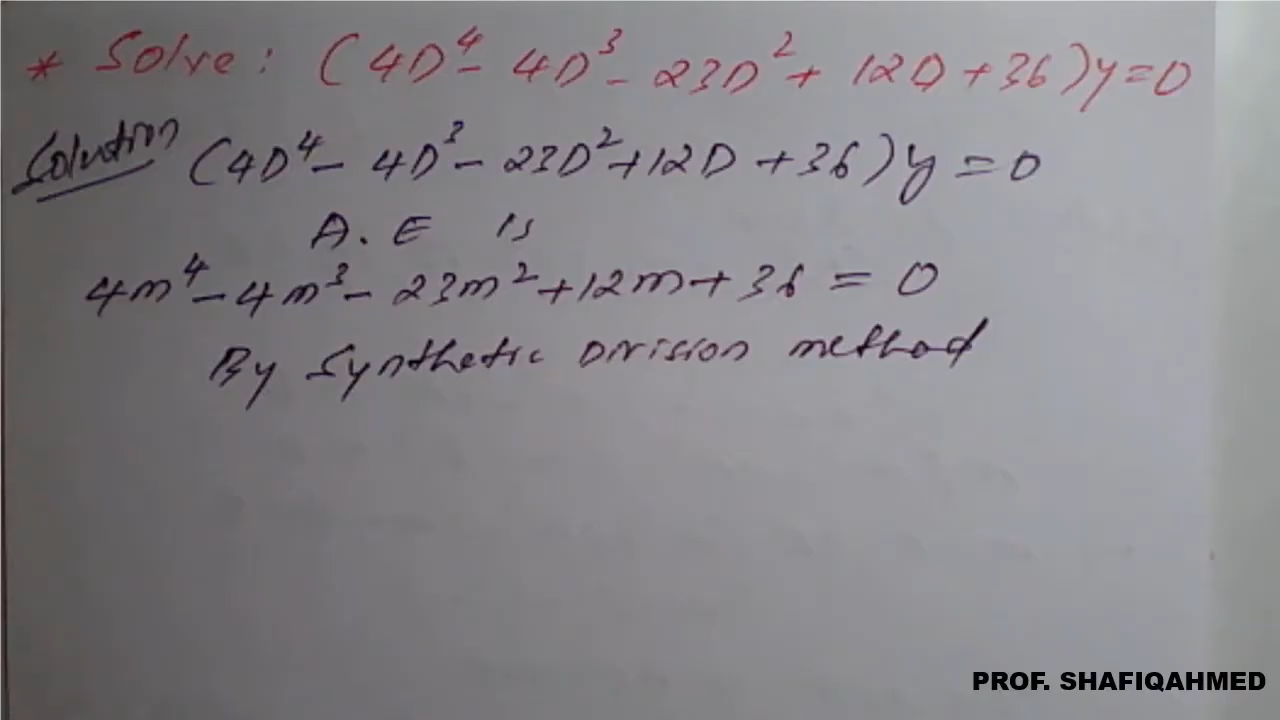 * Solve: (4D⁴ - 4D³ - 23D² + 12D + 36)y=0
Solution (4D⁴ - 4D³ - 23D² + 12D + 36)y = 0
A.E is
4m⁴ - 4m³ - 23m² + 12m + 36 = 0
By Synthetic Division method
PROF. SHAFIQAHMED